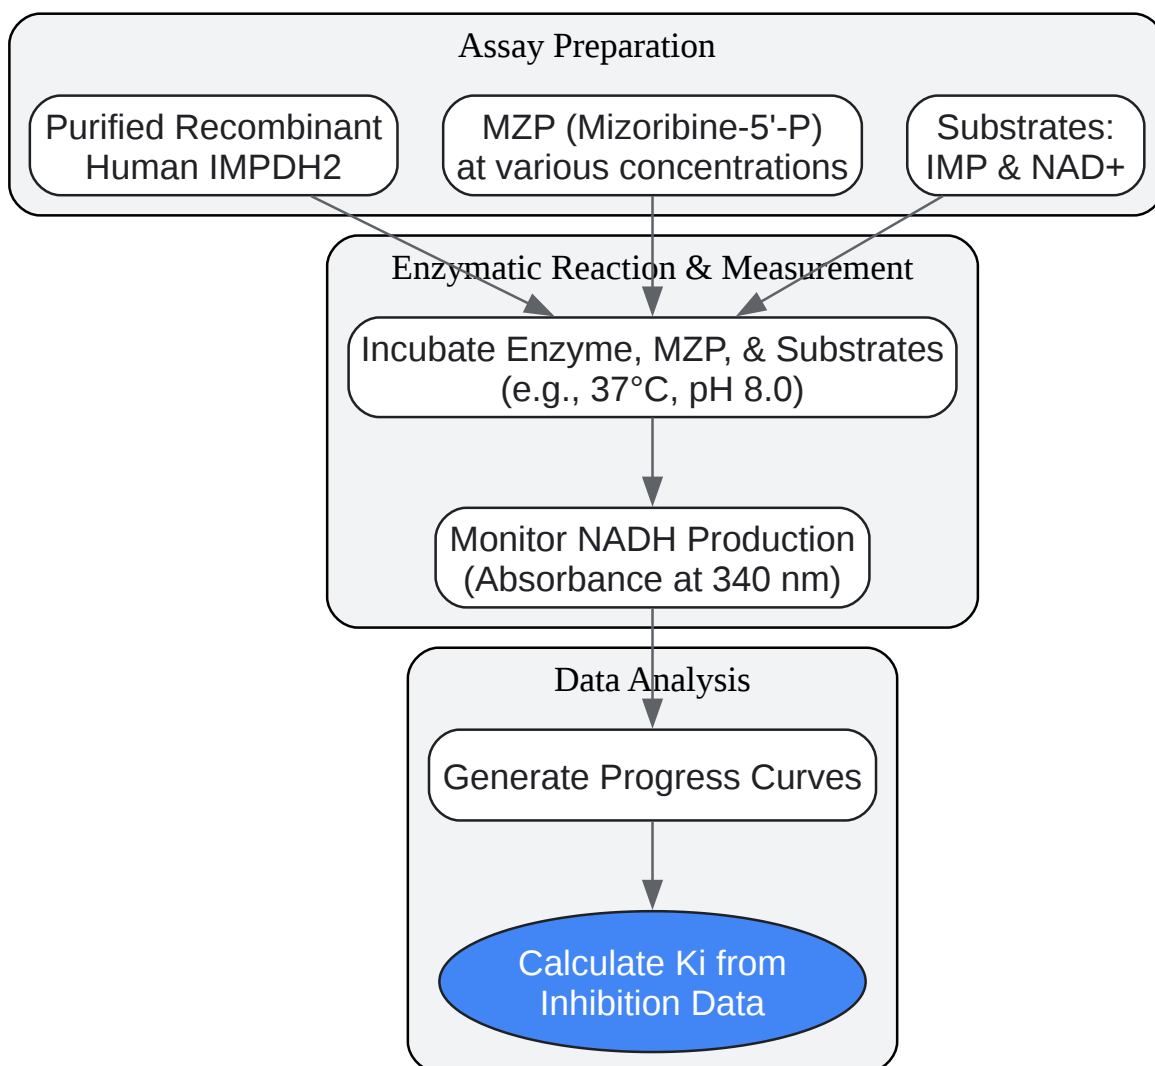 Assay Preparation
Purified Recombinant
Human IMPDH2
MZP (Mizoribine-5'-P)
at various concentrations
Substrates:
IMP & NAD+
Enzymatic Reaction & Measurement
Incubate Enzyme, MZP, & Substrates
(e.g., 37°C, pH 8.0)
Monitor NADH Production
(Absorbance at 340 nm)
Data Analysis
Generate Progress Curves
Calculate Ki from
Inhibition Data